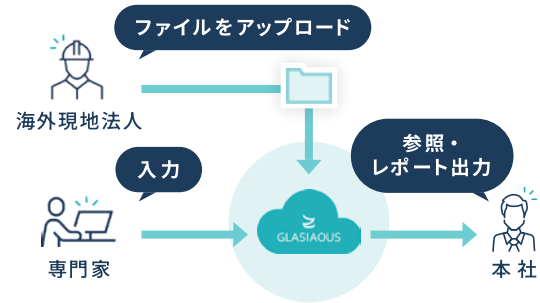 ファイルをアップロード
海外現地法人
入力
参照・
レポート出力
GLASIAOUS
専門家
本社